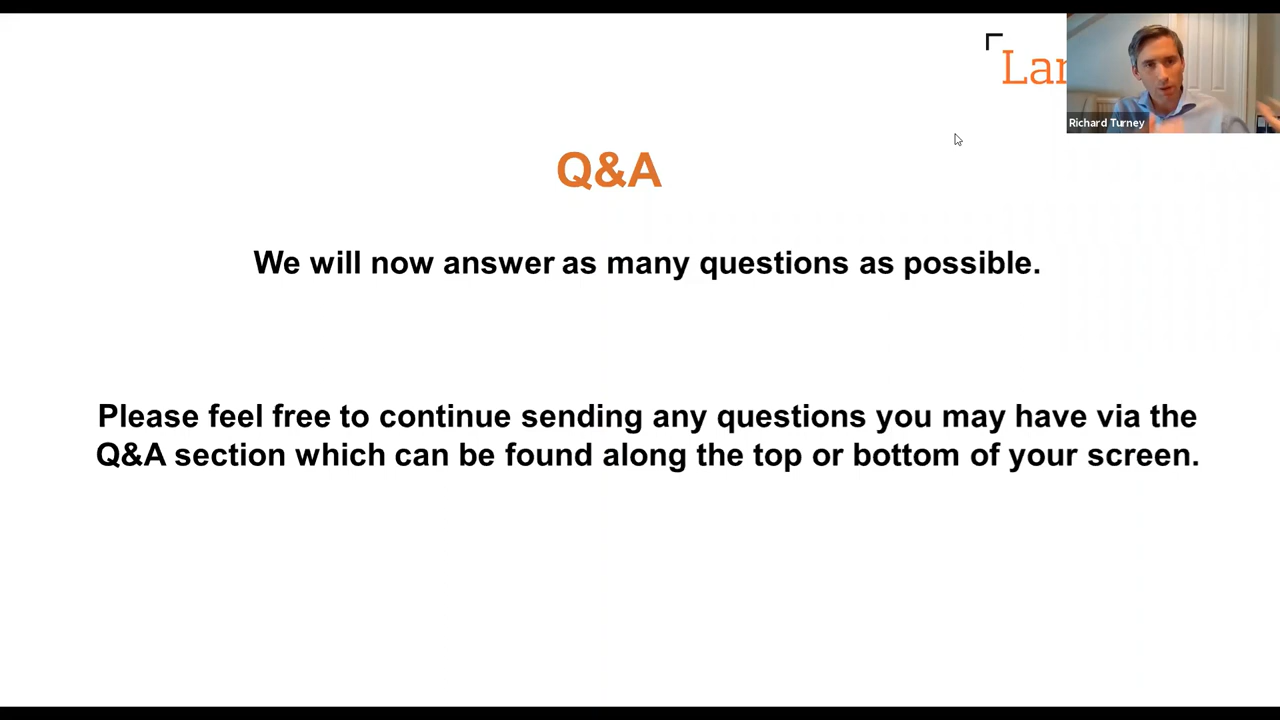 Richard Turney
Q&A
We will now answer as many questions as possible.
Please feel free to continue sending any questions you may have via the
Q&A section which can be found along the top or bottom of your screen.